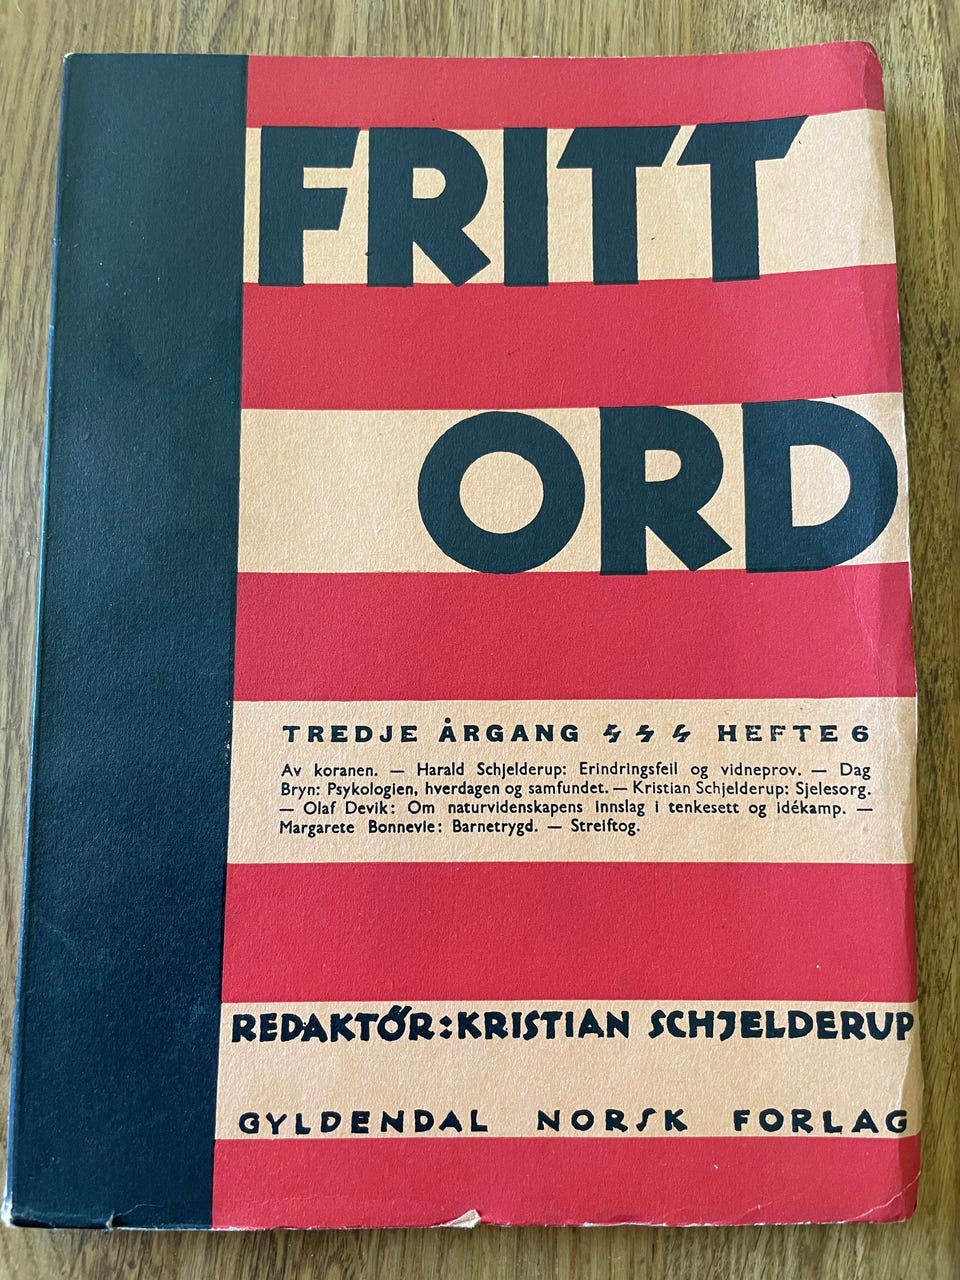 FRITT
ORD
TREDJE ÅRGANG ϟ ϟ ϟ HEFTE 6
Av koranen. — Harald Schjelderup: Erindringsfeil og vidneprov. — Dag
Bryn: Psykologien, hverdagen og samfundet. — Kristian Schjelderup: Sjelesorg.
— Olaf Devik: Om naturvidenskapens innslag i tenkesett og idékamp. —
Margarete Bonnevie: Barnetrygd. — Streiftog.
REDAKTŐR: KRISTIAN SCHJELDERUP
GYLDENDAL NORSK FORLAG